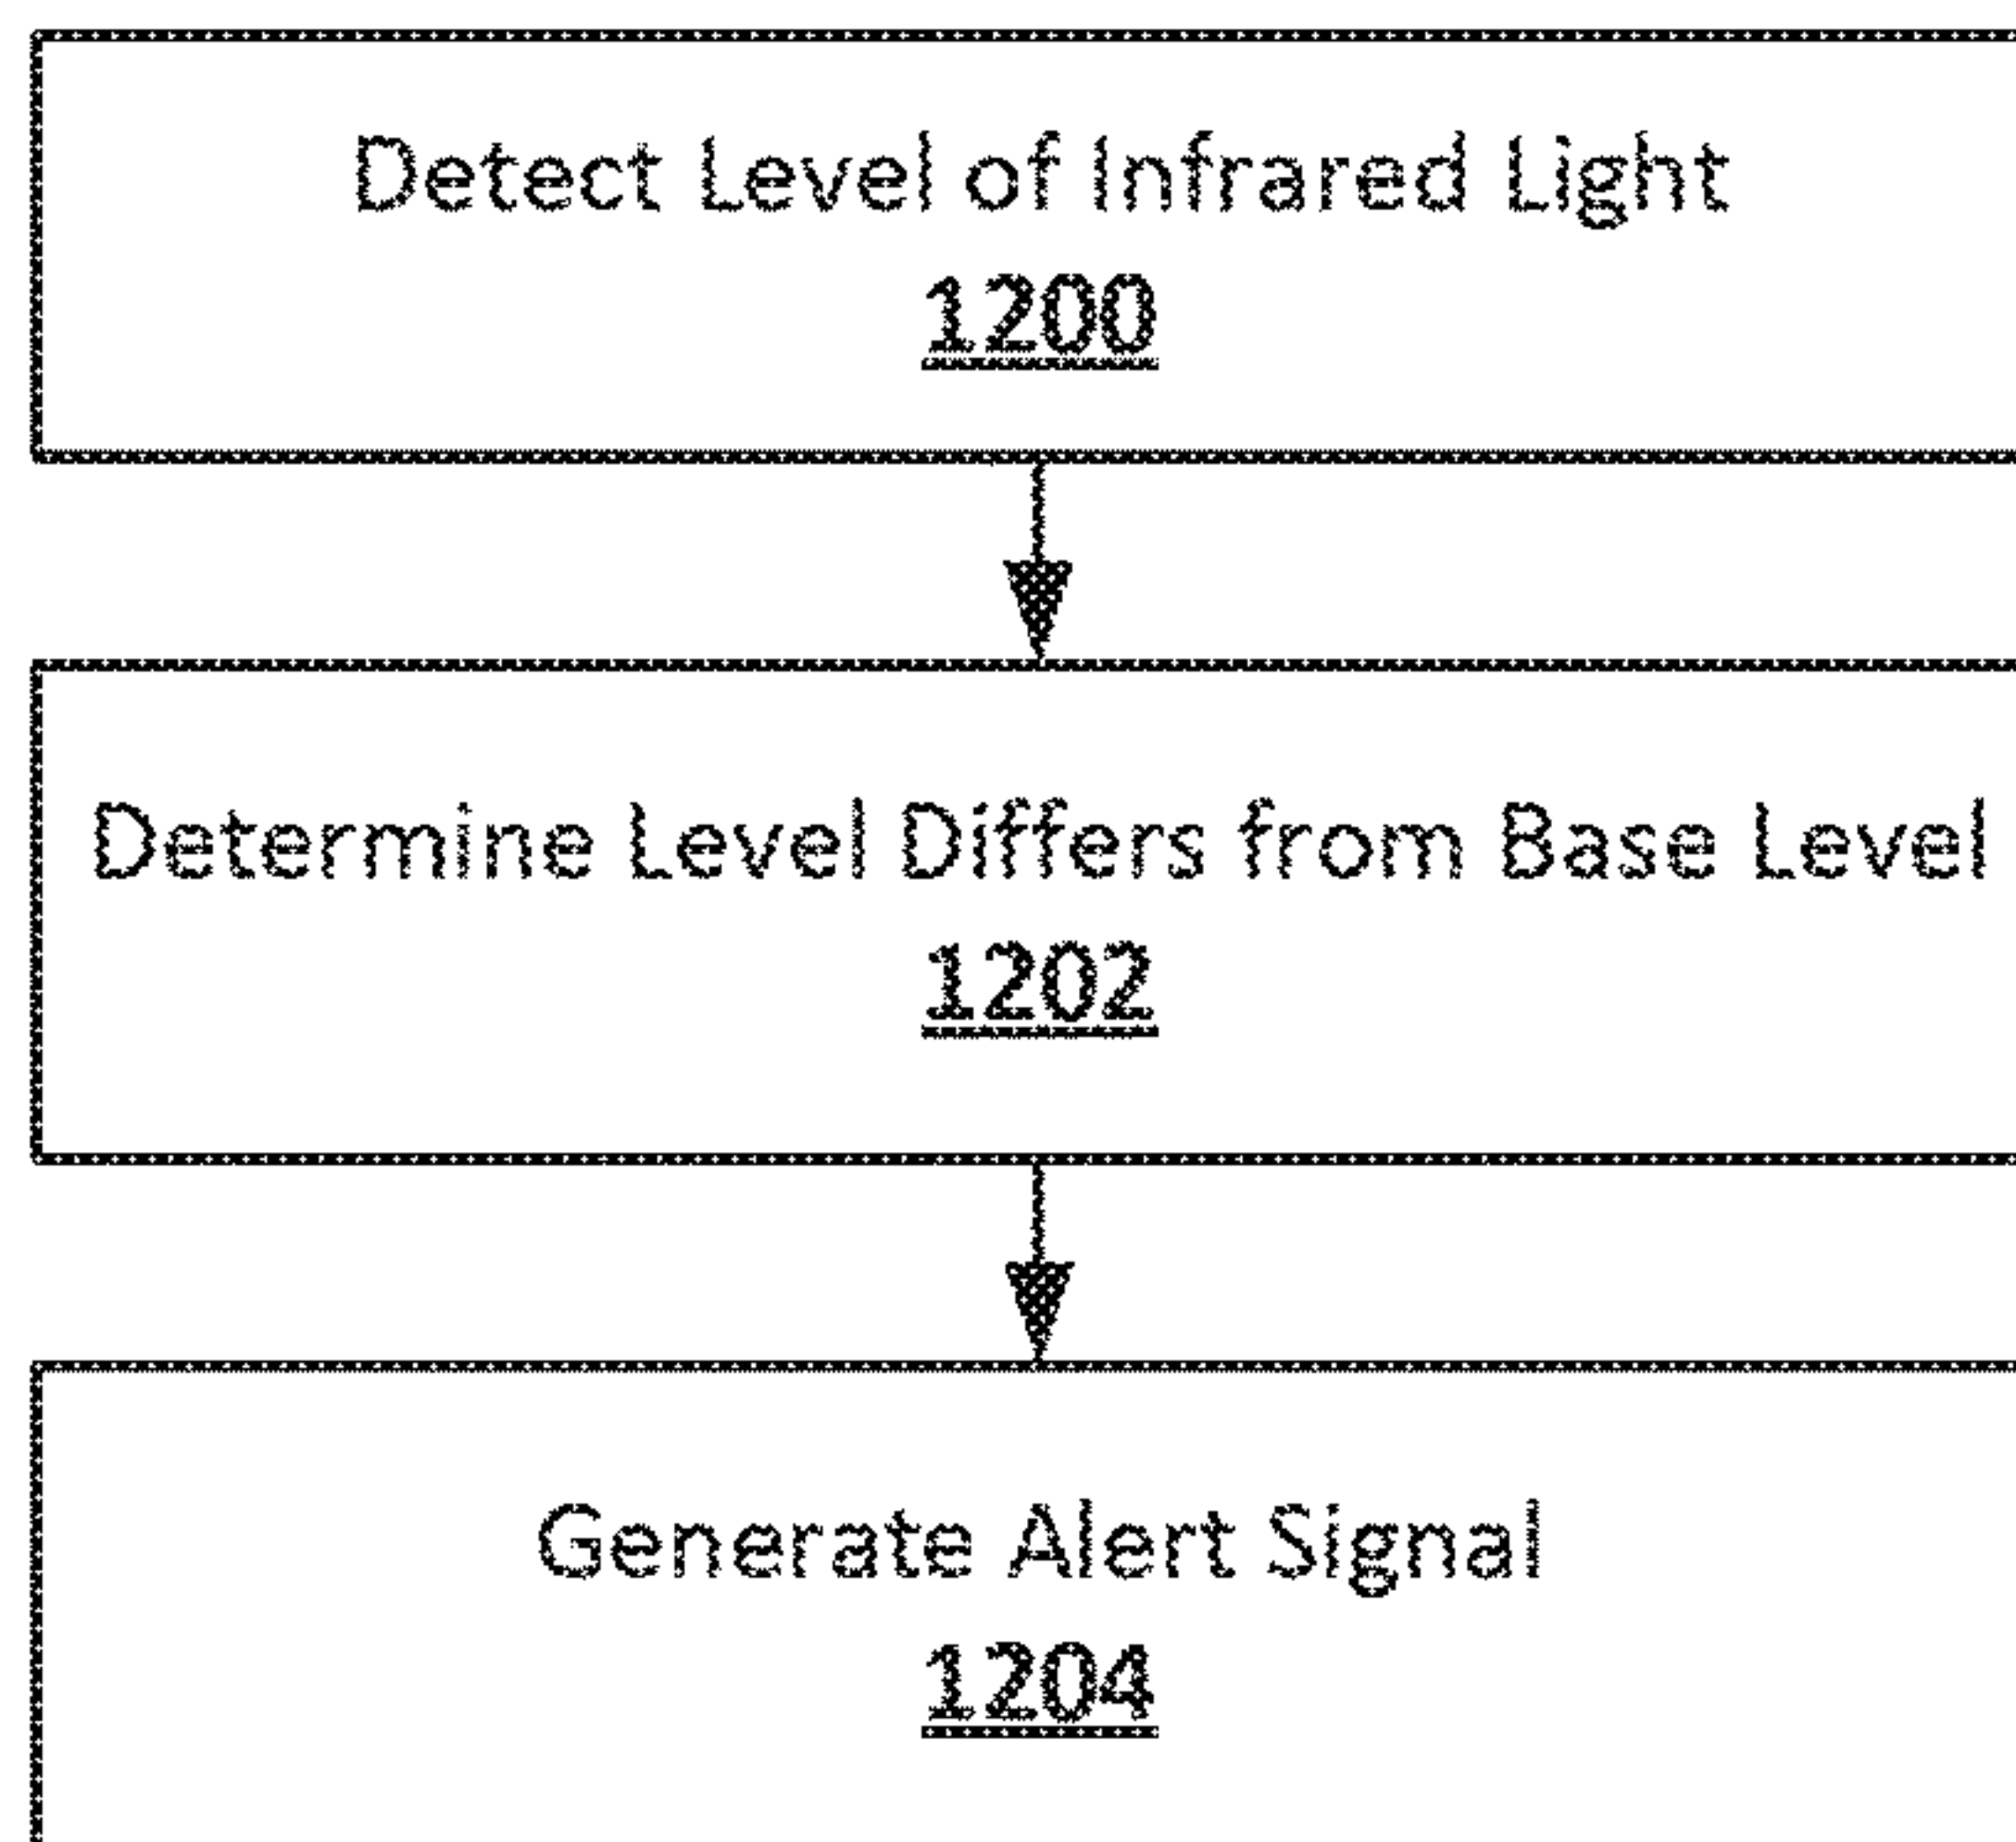 Detect Level of Infrared Light
1200
Determine Level Differs from Base Level
1202
Generate Alert Signal
1204